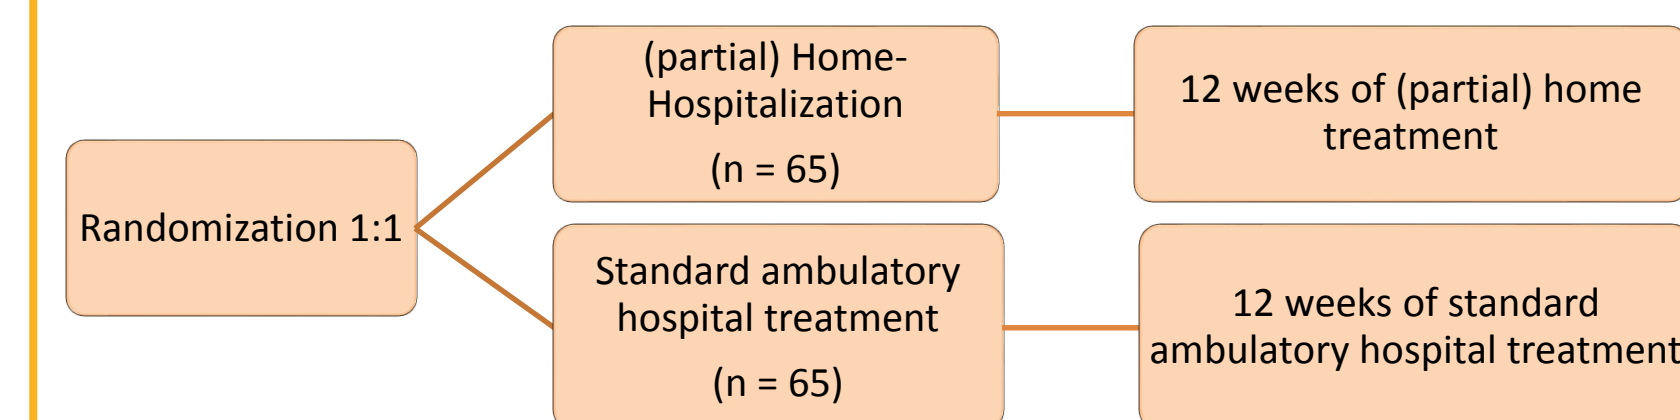 Randomization 1:1
(partial) Home-
Hospitalization
(n = 65)
12 weeks of (partial) home
treatment
Standard ambulatory
hospital treatment
(n = 65)
12 weeks of standard
ambulatory hospital treatment